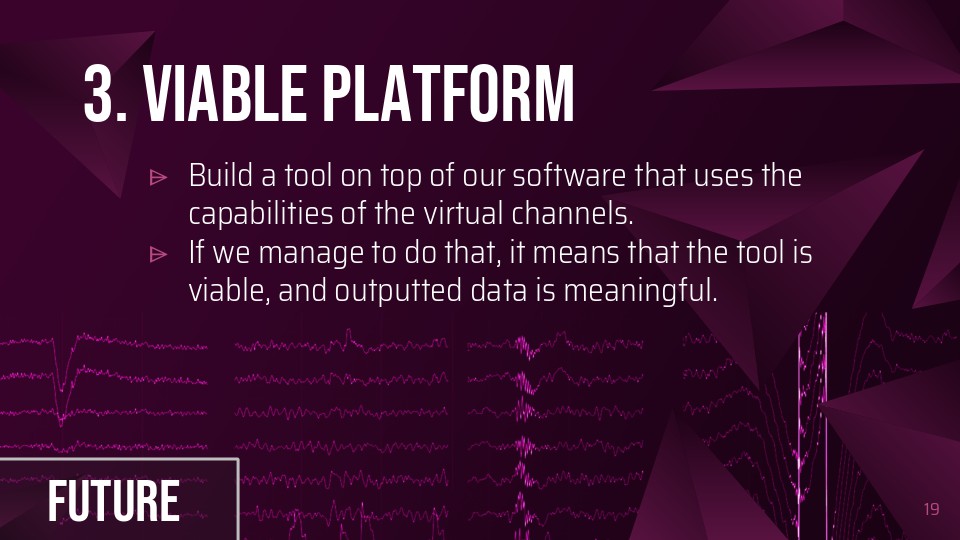 3. VIABLE PLATFORM
Build a tool on top of our software that uses the
capabilities of the virtual channels.
If we manage to do that, it means that the tool is
viable, and outputted data is meaningful.
FUTURE
19